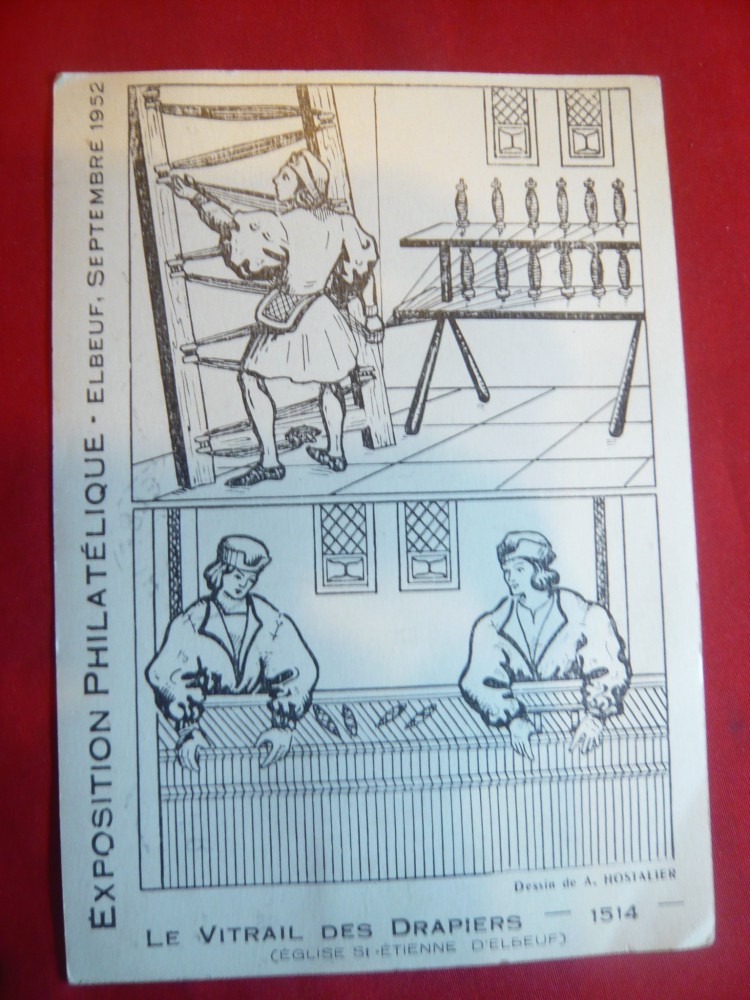 EXPOSITION PHILATÉLIQUE · ELBEUF, SEPTEMBRE 1952
Dessin de A. HOSTALIER
LE VITRAIL DES DRAPIERS — 1514 —
(ÉGLISE St-ÉTIENNE D'ELBEUF)